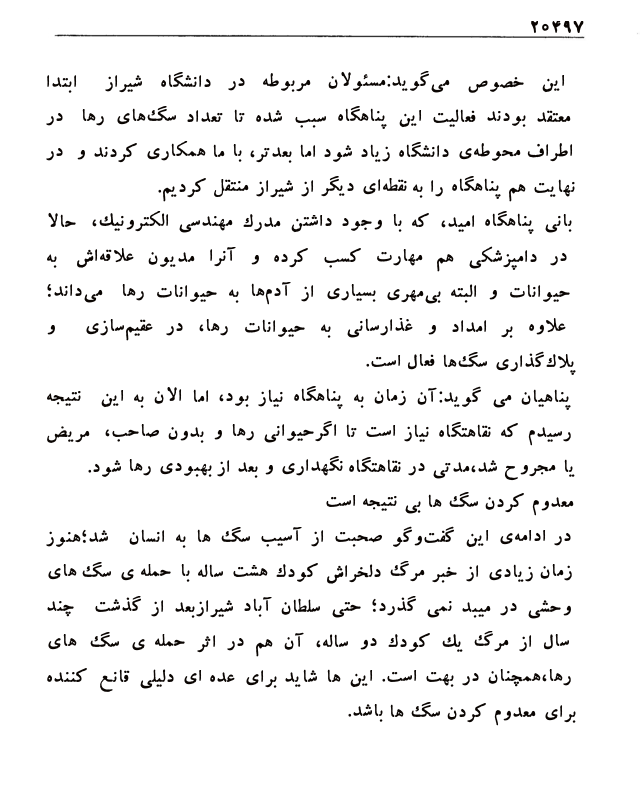 ۲۰۴۹۷
این خصوص می‌گوید:مسئولان مربوطه در دانشگاه شیراز ابتدا
معتقد بودند فعالیت این پناهگاه سبب شده تا تعداد سگ‌های رها در
اطراف محوطه‌ی دانشگاه زیاد شود اما بعدتر، با ما همکاری کردند و در
نهایت هم پناهگاه را به نقطه‌ای دیگر از شیراز منتقل کردیم.
بانی پناهگاه امید، که با وجود داشتن مدرك مهندسی الکترونیك، حالا
در دامپزشکی هم مهارت کسب کرده و آنرا مدیون علاقه‌اش به
حیوانات و البته بی‌مهری بسیاری از آدم‌ها به حیوانات رها می‌داند؛
علاوه بر امداد و غذارسانی به حیوانات رها، در عقیم‌سازی و
پلاك‌گذاری سگ‌ها فعال است.
پناهیان می گوید:آن زمان به پناهگاه نیاز بود، اما الان به این نتیجه
رسیدم که نقاهتگاه نیاز است تا اگرحیوانی رها و بدون صاحب، مریض
یا مجروح شد،مدتی در نقاهتگاه نگهداری و بعد از بهبودی رها شود.
معدوم کردن سگ ها بی نتیجه است
در ادامه‌ی این گفت‌وگو صحبت از آسیب سگ ها به انسان شد؛هنوز
زمان زیادی از خبر مرگ دلخراش کودك هشت ساله با حمله ی سگ های
وحشی در میبد نمی گذرد؛ حتی سلطان آباد شیرازبعد از گذشت چند
سال از مرگ يك کودك دو ساله، آن هم در اثر حمله ی سگ های
رها،همچنان در بهت است. این ها شاید برای عده ای دلیلی قانع کننده
برای معدوم کردن سگ ها باشد.